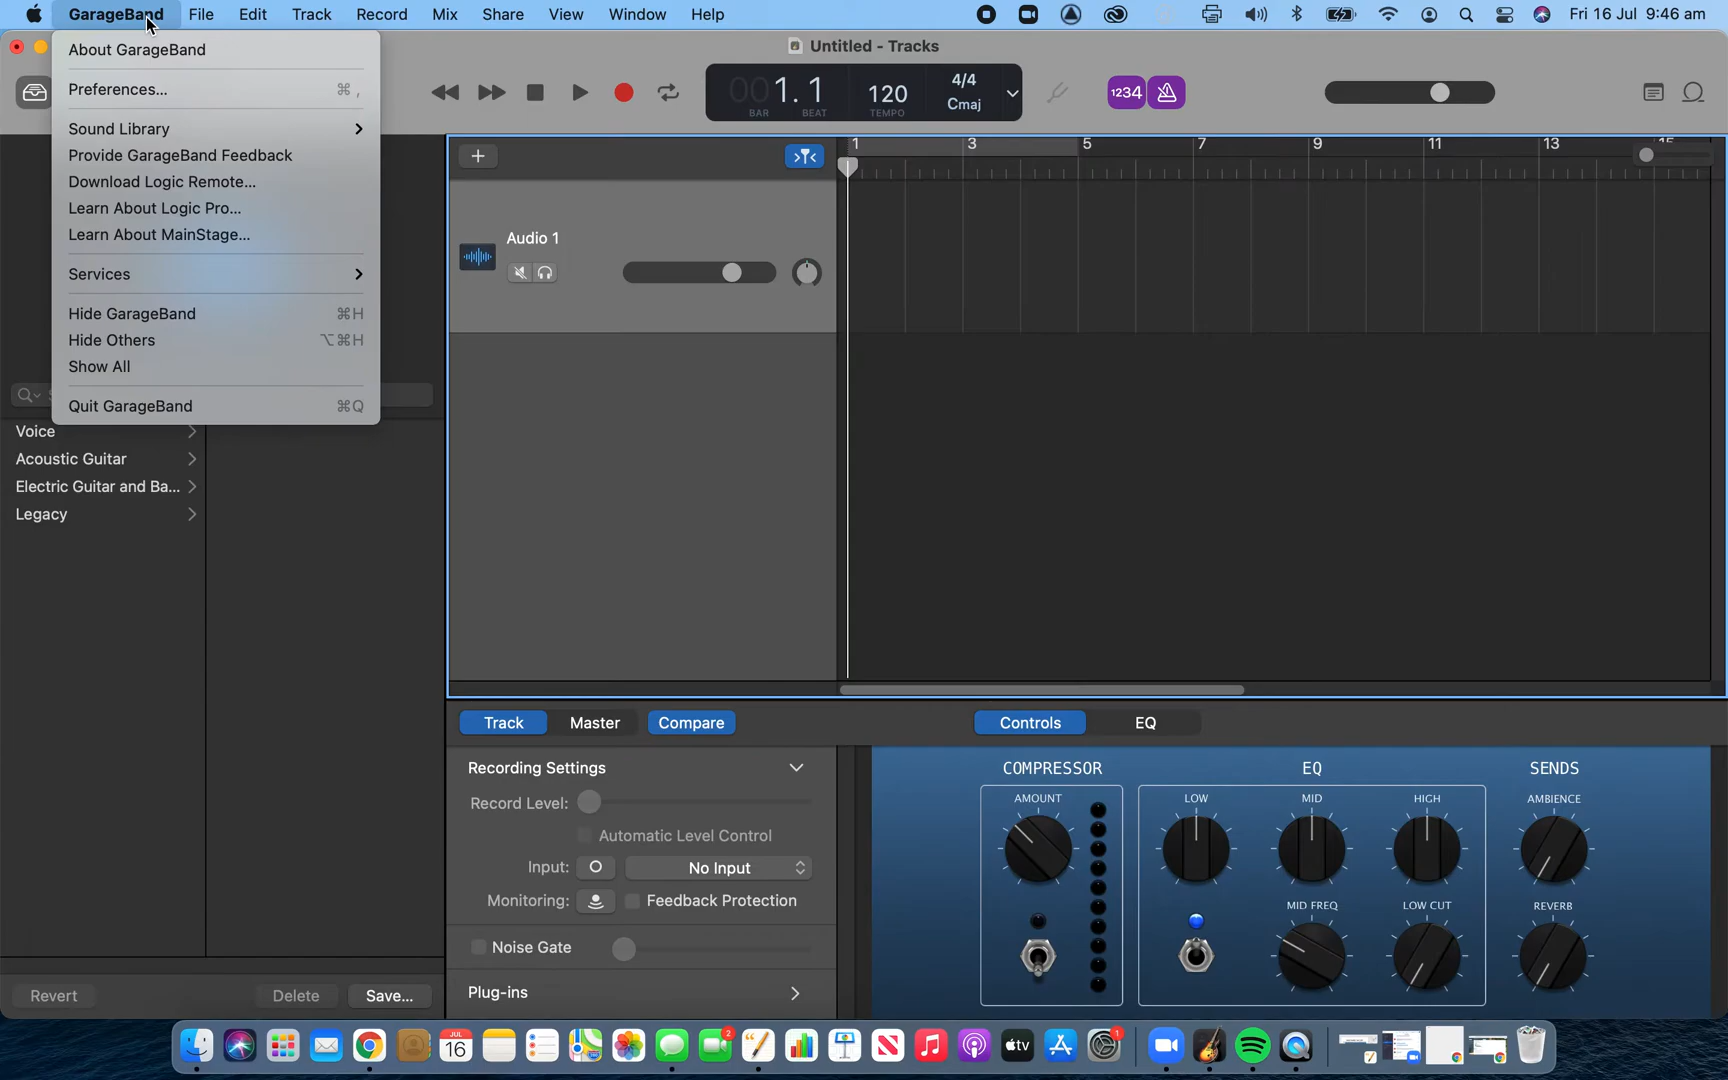 GarageBand File Edit Track Record Mix Share View Window Help Fri 16 Jul 9:46 am
Untitled - Tracks
About GarageBand
Preferences... ⌘ ,
Sound Library
Provide GarageBand Feedback
Download Logic Remote...
Learn About Logic Pro...
Learn About MainStage...
Services
Hide GarageBand ⌘H
Hide Others ⌥⌘H
Show All
Quit GarageBand ⌘Q
001.1 120 4/4
Cmaj
BAR BEAT TEMPO
1234
1 3 5 7 9 11 13 15
Audio 1
Voice
Acoustic Guitar
Electric Guitar and Ba...
Legacy
Revert Delete Save...
Track Master Compare Controls EQ
Recording Settings
Record Level:
Automatic Level Control
Input: No Input
Monitoring: Feedback Protection
Noise Gate
Plug-ins
COMPRESSOR EQ SENDS
AMOUNT LOW MID HIGH AMBIENCE
MID FREQ LOW CUT REVERB
JUL
16
2
tv
1